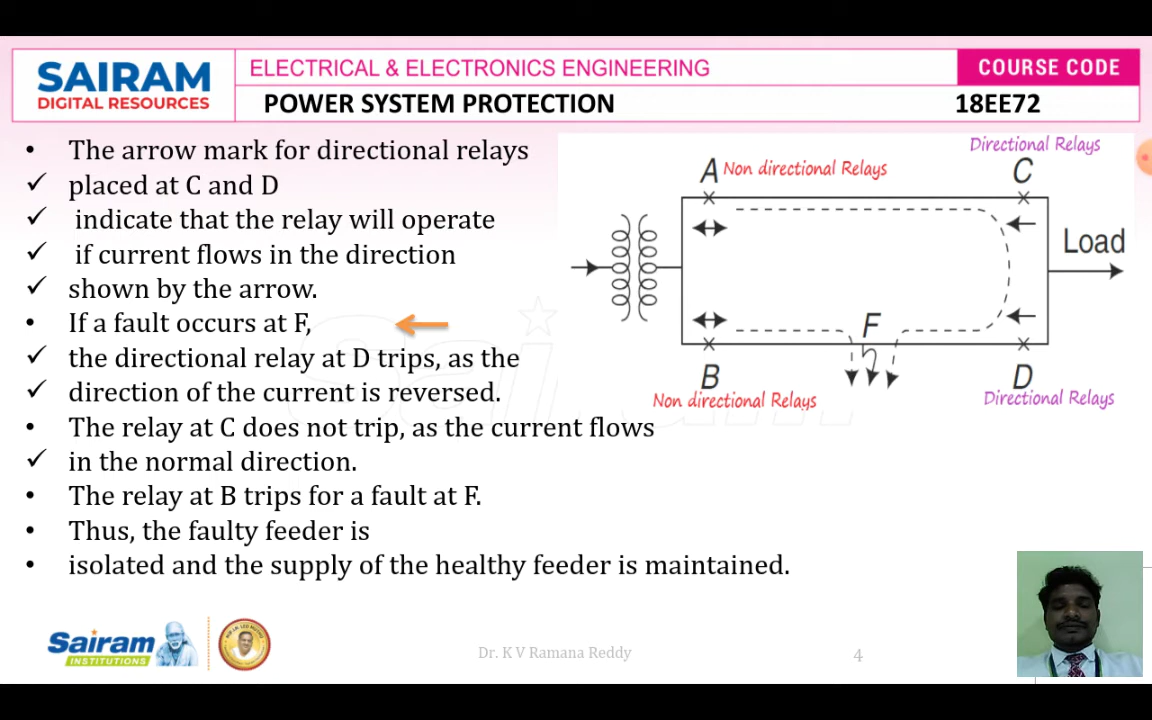 SAIRAM
DIGITAL RESOURCES
ELECTRICAL & ELECTRONICS ENGINEERING
COURSE CODE
POWER SYSTEM PROTECTION
18EE72
• The arrow mark for directional relays
✓ placed at C and D
✓ indicate that the relay will operate
✓ if current flows in the direction
✓ shown by the arrow.
• If a fault occurs at F,
✓ the directional relay at D trips, as the
✓ direction of the current is reversed.
• The relay at C does not trip, as the current flows
✓ in the normal direction.
• The relay at B trips for a fault at F.
• Thus, the faulty feeder is
• isolated and the supply of the healthy feeder is maintained.
Directional Relays
A Non directional Relays
C
Load
F
B
D
Non directional Relays
Directional Relays
Sairam
Sairam
INSTITUTIONS
Dr. K V Ramana Reddy
4